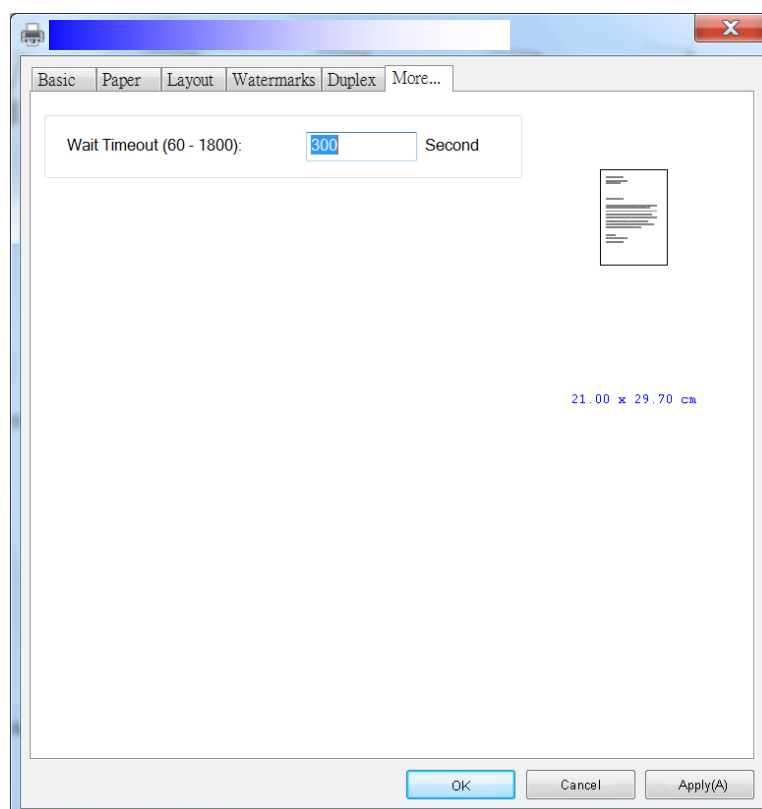 Basic Paper Layout Watermarks Duplex More...
Wait Timeout (60 - 1800): 300 Second
21.00 x 29.70 cm
OK Cancel Apply(A)